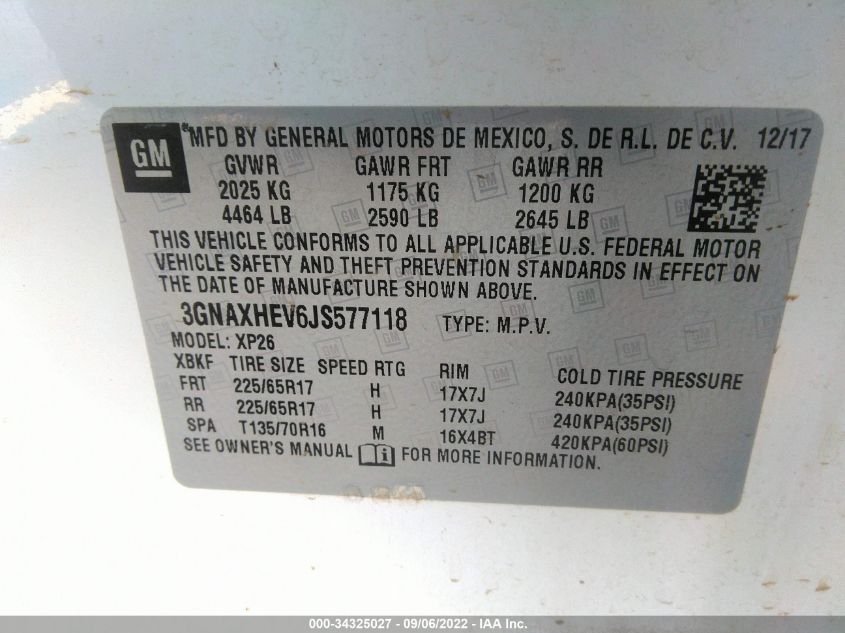 GM
MFD BY GENERAL MOTORS DE MEXICO, S. DE R.L. DE C.V. 12/17
GVWR GAWR FRT GAWR RR
2025 KG 1175 KG 1200 KG
4464 LB 2590 LB 2645 LB
THIS VEHICLE CONFORMS TO ALL APPLICABLE U.S. FEDERAL MOTOR
VEHICLE SAFETY AND THEFT PREVENTION STANDARDS IN EFFECT ON
THE DATE OF MANUFACTURE SHOWN ABOVE.
3GNAXHEV6JS577118 TYPE: M.P.V.
MODEL: XP26
XBKF TIRE SIZE SPEED RTG RIM COLD TIRE PRESSURE
FRT 225/65R17 H 17X7J 240KPA(35PSI)
RR 225/65R17 H 17X7J 240KPA(35PSI)
SPA T135/70R16 M 16X4BT 420KPA(60PSI)
SEE OWNER'S MANUAL FOR MORE INFORMATION.
000-34325027 - 09/06/2022 - IAA Inc.